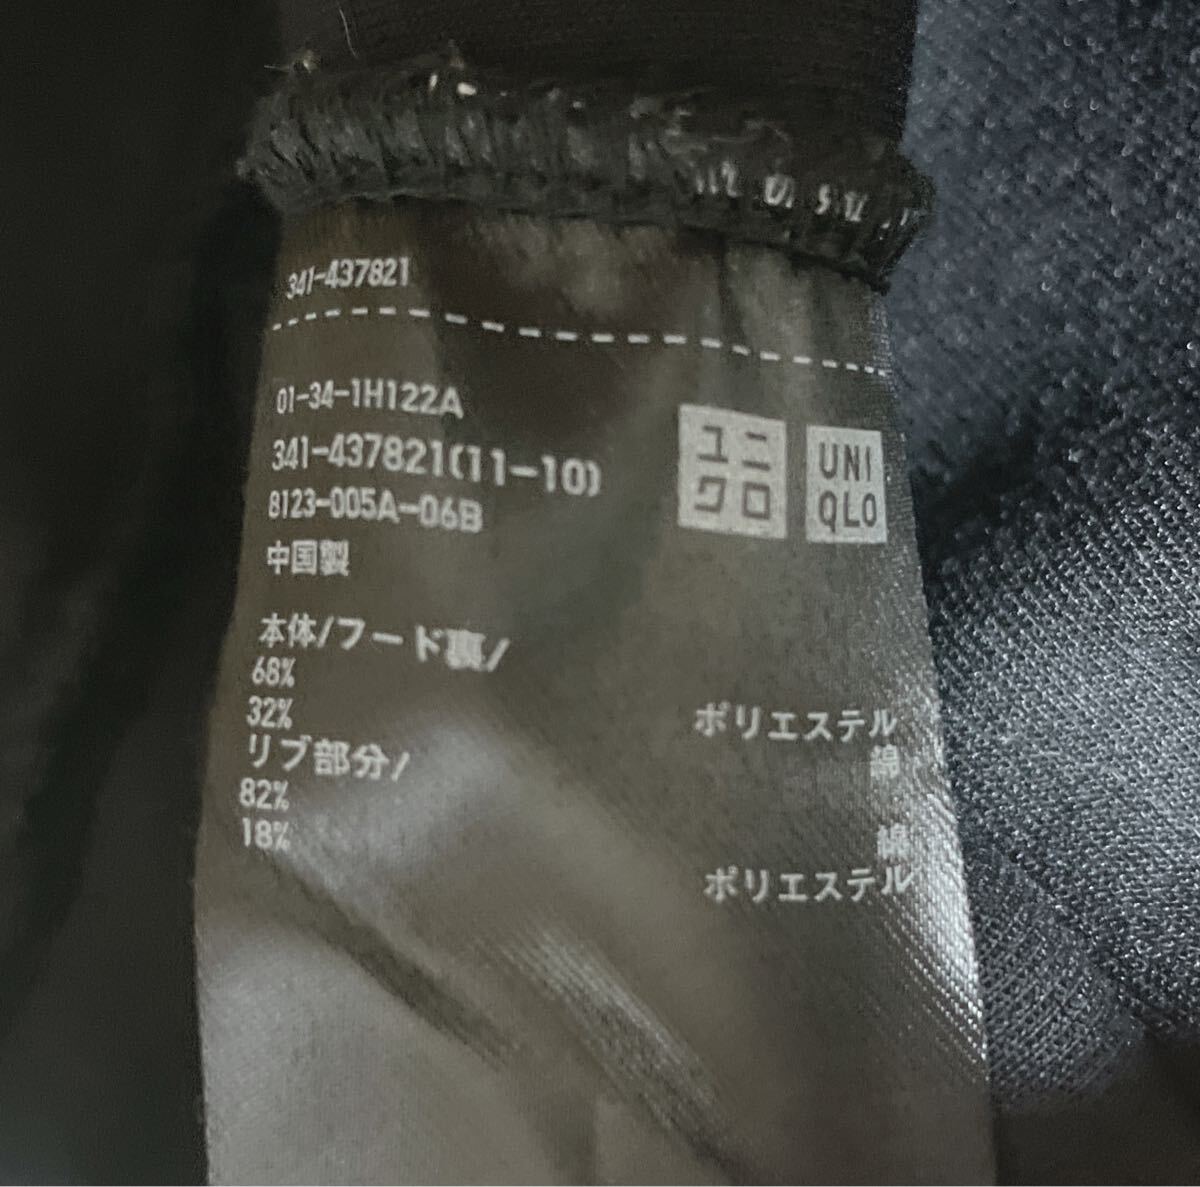 341-437821
01-34-1H122A
341-437821(11-10)
8123-005A-06B
中国製
ユニ
クロ
UNI
QLO
本体/フード裏/
68% ポリエステル
32% 綿
リブ部分/
82% 綿
18% ポリエステル